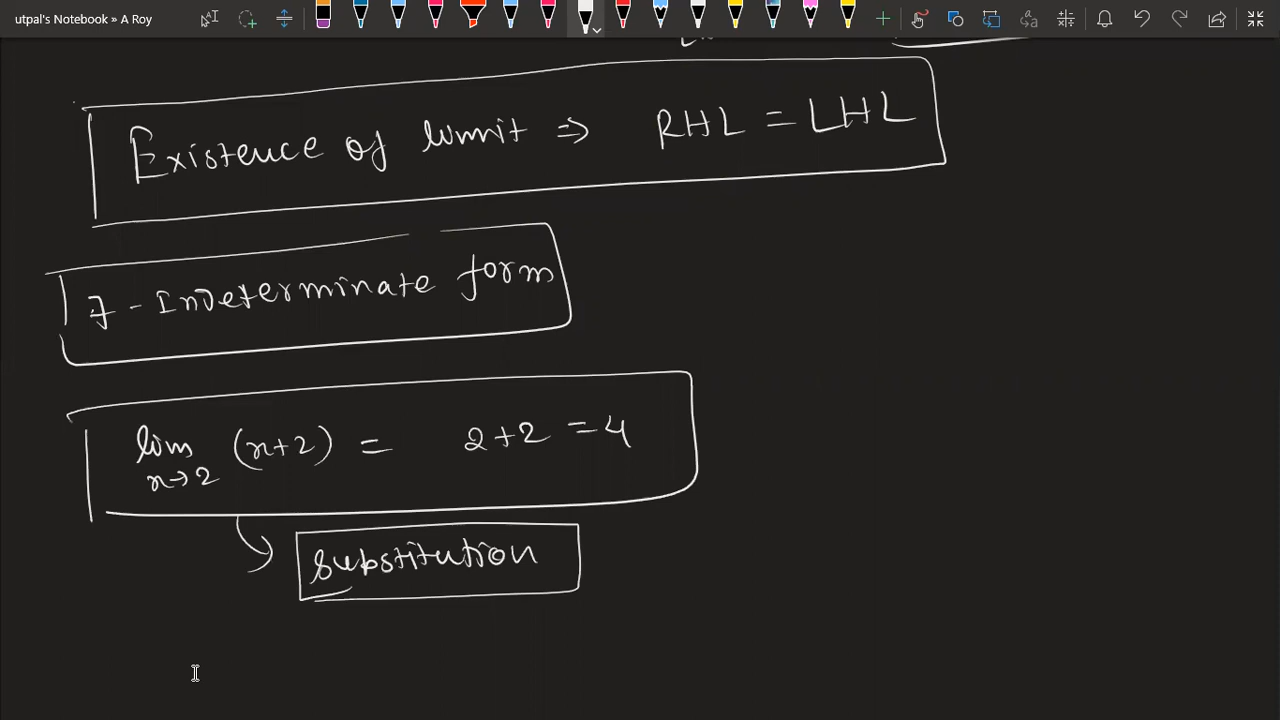 utpal's Notebook » A Roy
Existence of limit ⇒ RHL = LHL
7 - Indeterminate form
lim (x+2) = 2+2 = 4
x→2
substitution